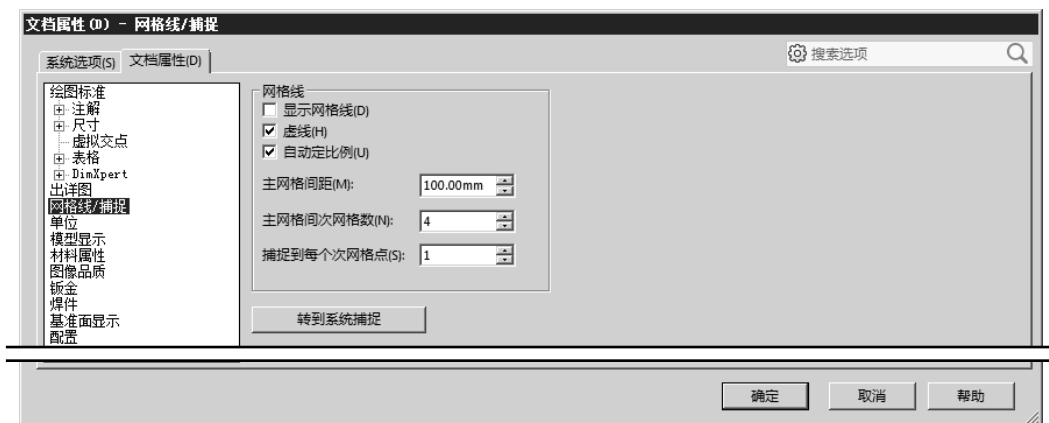 文档属性(D) - 网格线/捕捉
系统选项(S) 文档属性(D)
搜索选项
绘图标准
注解
尺寸
虚拟交点
表格
DimXpert
出详图
网格线/捕捉
单位
模型显示
材料属性
图像品质
钣金
焊件
基准面显示
配置
网格线
显示网格线(D)
虚线(H)
自动定比例(U)
主网格间距(M): 100.00mm
主网格间次网格数(N): 4
捕捉到每个次网格点(S): 1
转到系统捕捉
确定 取消 帮助